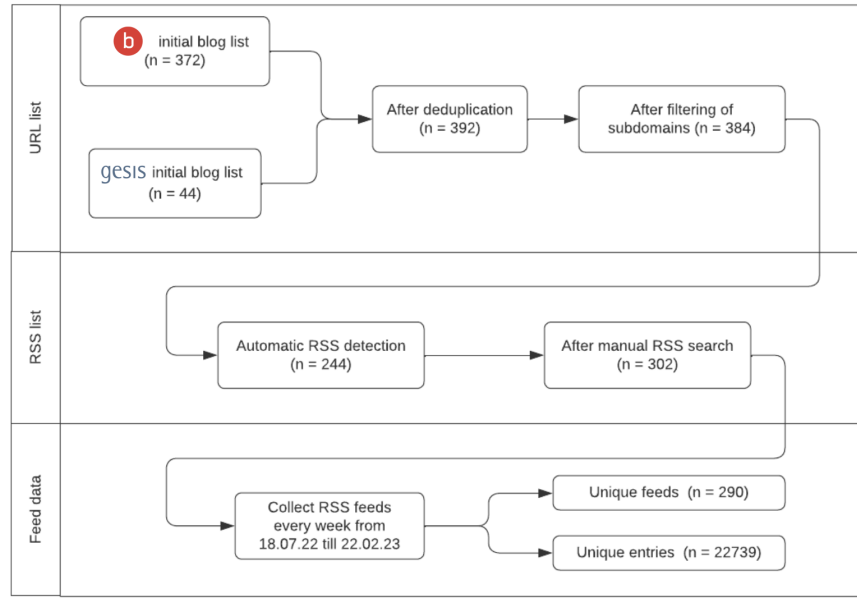 URL list
b initial blog list
(n = 372)
gesis initial blog list
(n = 44)
After deduplication
(n = 392)
After filtering of
subdomains (n = 384)
RSS list
Automatic RSS detection
(n = 244)
After manual RSS search
(n = 302)
Feed data
Collect RSS feeds
every week from
18.07.22 till 22.02.23
Unique feeds (n = 290)
Unique entries (n = 22739)